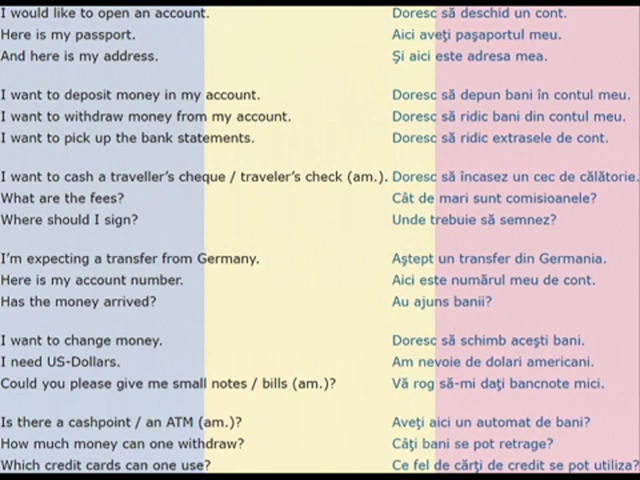 I would like to open an account. Doresc să deschid un cont.
Here is my passport. Aici aveţi paşaportul meu.
And here is my address. Şi aici este adresa mea.
I want to deposit money in my account. Doresc să depun bani în contul meu.
I want to withdraw money from my account. Doresc să ridic bani din contul meu.
I want to pick up the bank statements. Doresc să ridic extrasele de cont.
I want to cash a traveller’s cheque / traveler’s check (am.). Doresc să încasez un cec de călătorie.
What are the fees? Cât de mari sunt comisioanele?
Where should I sign? Unde trebuie să semnez?
I’m expecting a transfer from Germany. Aştept un transfer din Germania.
Here is my account number. Aici este numărul meu de cont.
Has the money arrived? Au ajuns banii?
I want to change money. Doresc să schimb aceşti bani.
I need US-Dollars. Am nevoie de dolari americani.
Could you please give me small notes / bills (am.)? Vă rog să-mi daţi bancnote mici.
Is there a cashpoint / an ATM (am.)? Aveţi aici un automat de bani?
How much money can one withdraw? Câţi bani se pot retrage?
Which credit cards can one use? Ce fel de cărţi de credit se pot utiliza?